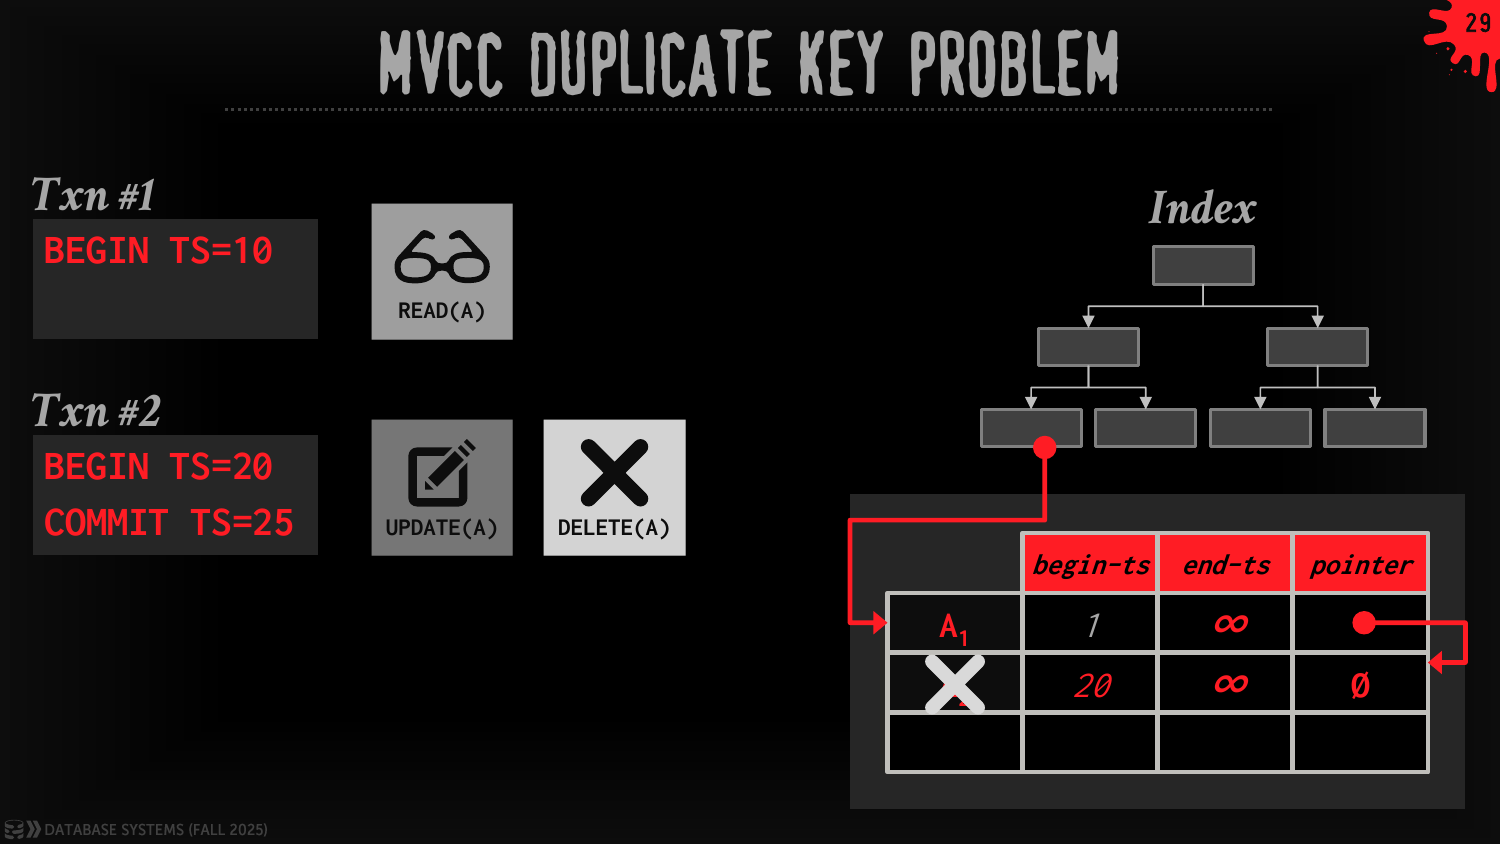 29
MVCC DUPLICATE KEY PROBLEM
Txn #1
BEGIN TS=10
READ(A)
Txn #2
BEGIN TS=20
COMMIT TS=25
UPDATE(A)
DELETE(A)
Index
begin-ts end-ts pointer
A₁ 1 ∞
20 ∞ Ø
DATABASE SYSTEMS (FALL 2025)